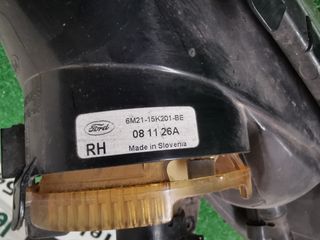 Ford
6M21-15K201-BE
08 11 26A
RH
Made in Slovenia